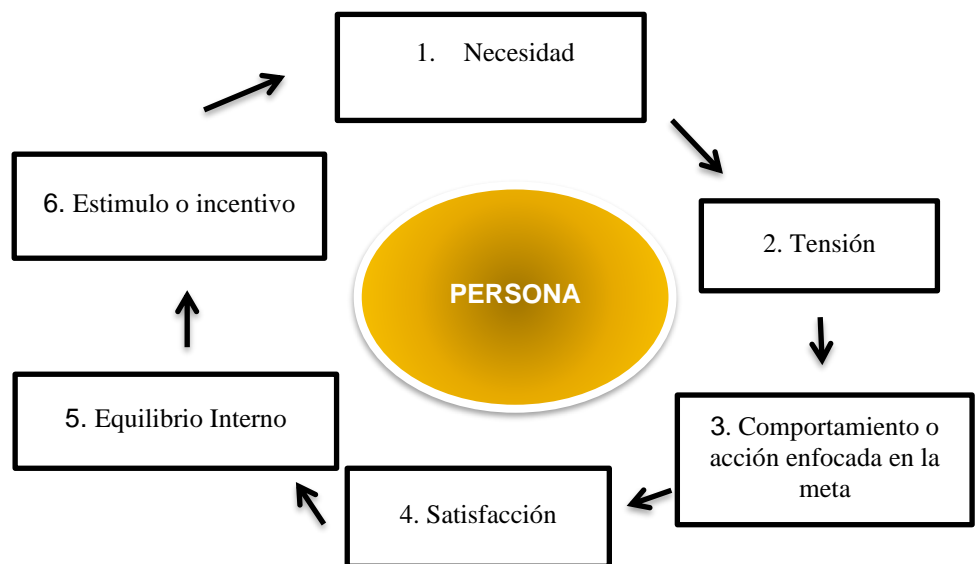 1. Necesidad
2. Tensión
3. Comportamiento o
acción enfocada en la
meta
4. Satisfacción
5. Equilibrio Interno
6. Estimulo o incentivo
PERSONA